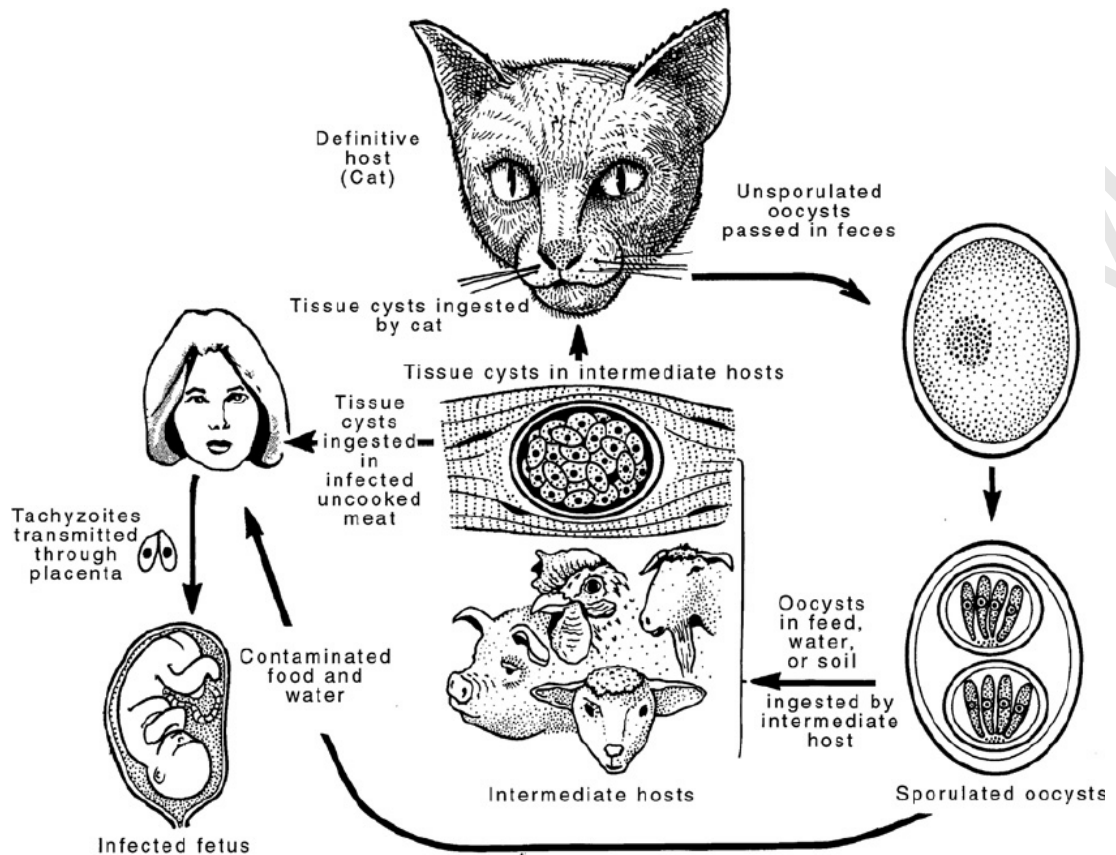 Definitive
host
(Cat)
Unsporulated
oocysts
passed in feces
Tissue cysts ingested
by cat
Tissue cysts in intermediate hosts
Tissue
cysts
ingested
in
infected
uncooked
meat
Tachyzoites
transmitted
through
placenta
Contaminated
food and
water
Oocysts
in feed,
water,
or soil
ingested by
intermediate
host
Intermediate hosts
Sporulated oocysts
Infected fetus